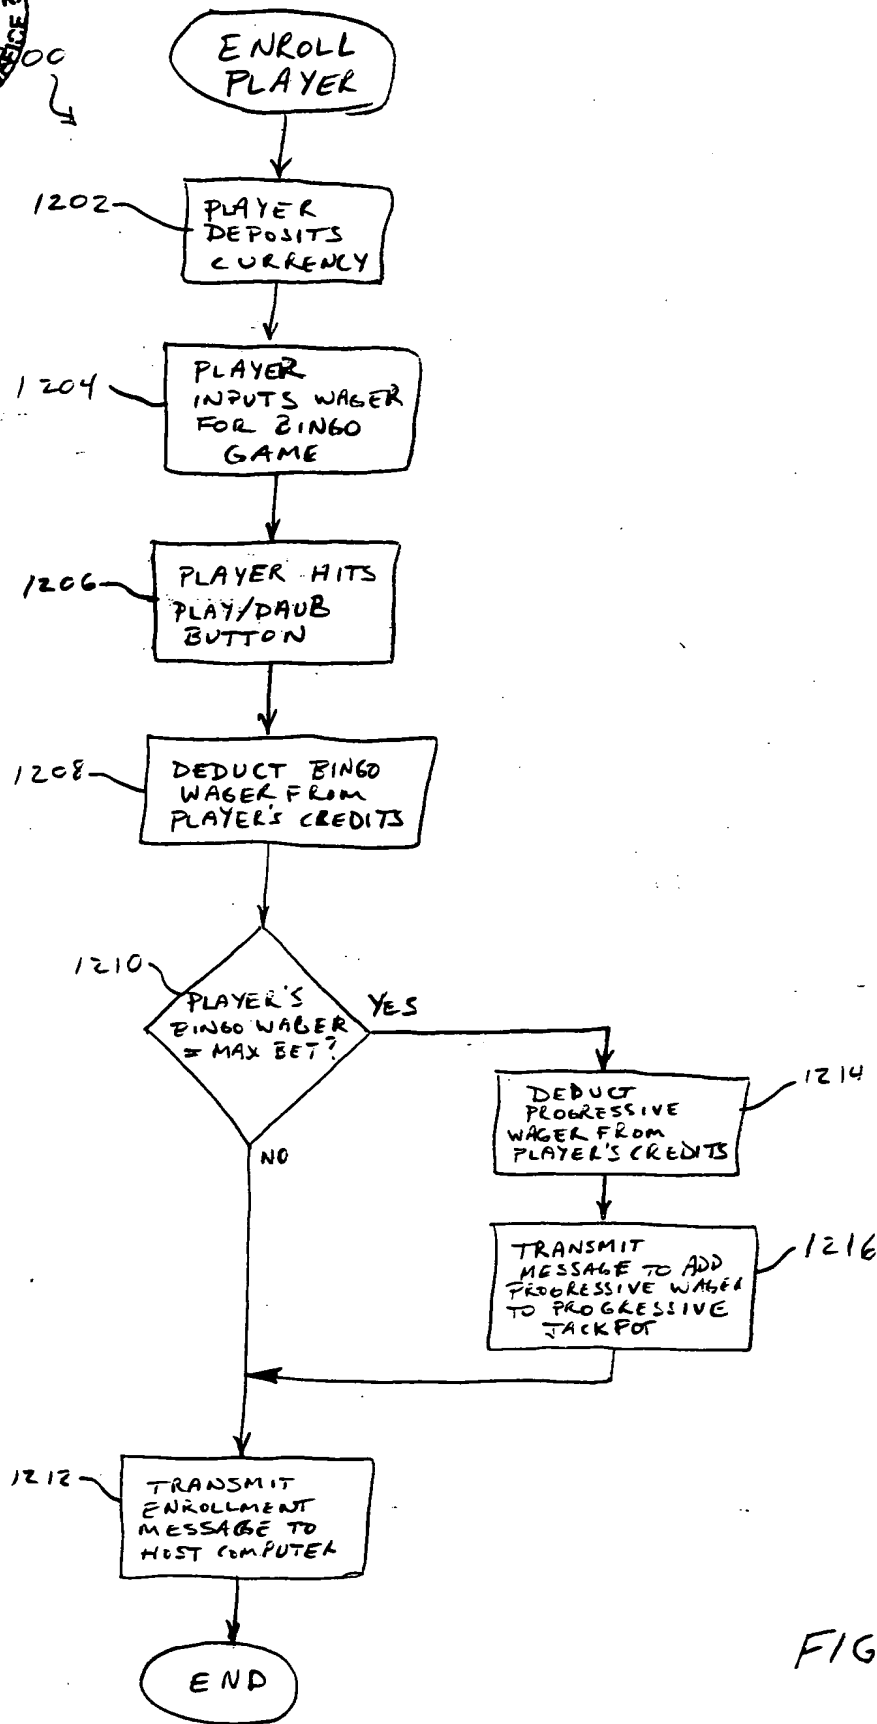 00
ENROLL
PLAYER
1202
PLAYER
DEPOSITS
CURRENCY
1204
PLAYER
INPUTS WAGER
FOR BINGO
GAME
1206
PLAYER HITS
PLAY/DAUB
BUTTON
1208
DEDUCT BINGO
WAGER FROM
PLAYER'S CREDITS
1210
PLAYER'S
BINGO WAGER
= MAX BET?
YES
NO
1214
DEDUCT
PROGRESSIVE
WAGER FROM
PLAYER'S CREDITS
1216
TRANSMIT
MESSAGE TO ADD
PROGRESSIVE WAGER
TO PROGRESSIVE
JACKPOT
1212
TRANSMIT
ENROLLMENT
MESSAGE TO
HOST COMPUTER
END
FIG